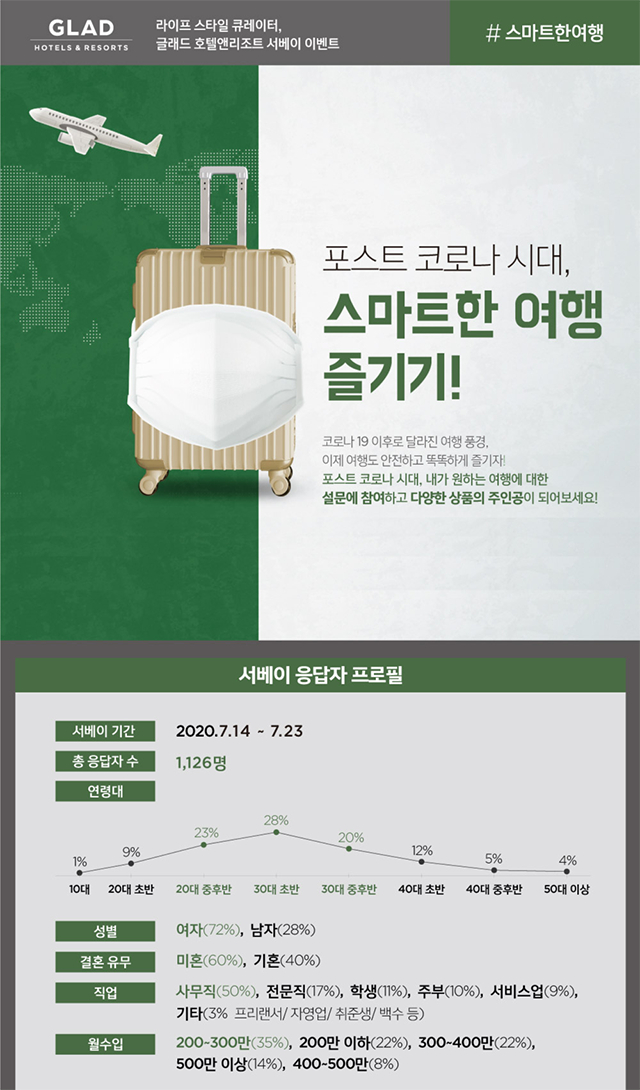 GLAD
HOTELS & RESORTS
라이프 스타일 큐레이터,
글래드 호텔앤리조트 서베이 이벤트
# 스마트한여행
포스트 코로나 시대,
스마트한 여행
즐기기!
코로나 19 이후로 달라진 여행 풍경,
이제 여행도 안전하고 똑똑하게 즐기자!
포스트 코로나 시대, 내가 원하는 여행에 대한
설문에 참여하고 다양한 상품의 주인공이 되어보세요!
서베이 응답자 프로필
서베이 기간 2020.7.14 ~ 7.23
총 응답자 수 1,126명
연령대
1% 9% 23% 28% 20% 12% 5% 4%
10대 20대 초반 20대 중후반 30대 초반 30대 중후반 40대 초반 40대 중후반 50대 이상
성별 여자(72%), 남자(28%)
결혼 유무 미혼(60%), 기혼(40%)
직업 사무직(50%), 전문직(17%), 학생(11%), 주부(10%), 서비스업(9%),
기타(3% 프리랜서/ 자영업/ 취준생/ 백수 등)
월수입 200~300만(35%), 200만 이하(22%), 300~400만(22%),
500만 이상(14%), 400~500만(8%)